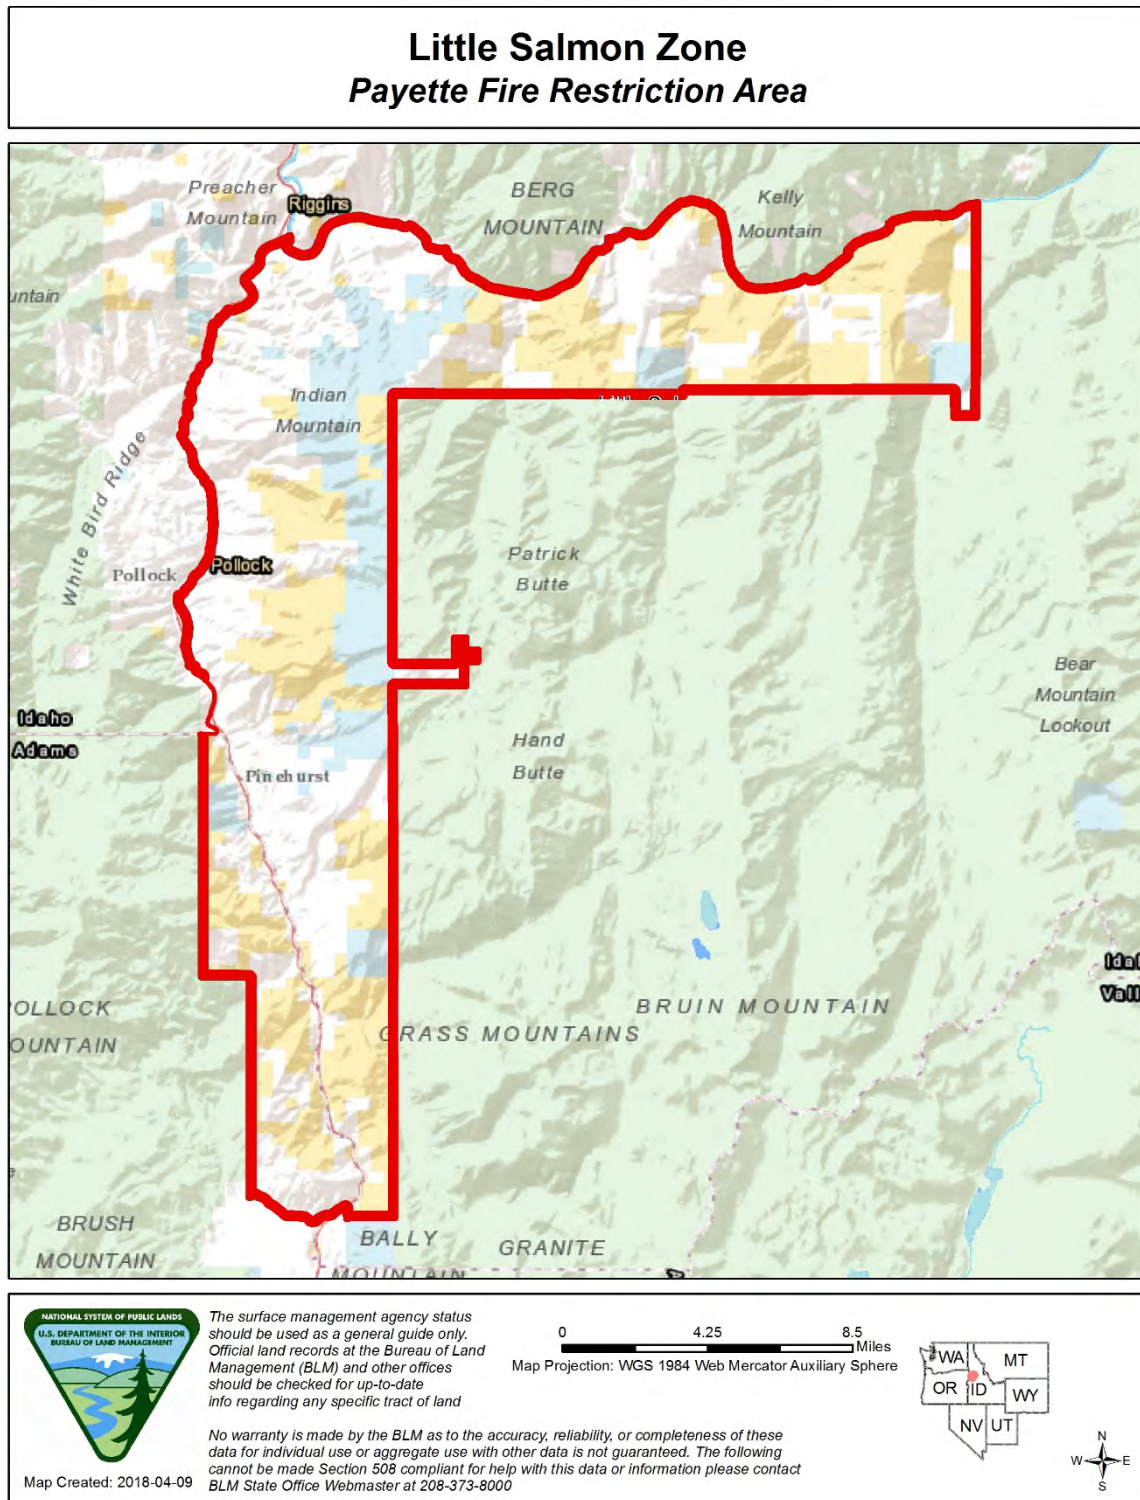 Little Salmon Zone
Payette Fire Restriction Area
Preacher
Mountain
Riggins
BERG
MOUNTAIN
Kelly
Mountain
untain
Indian
Mountain
White Bird Ridge
Pollock
Pollock
Patrick
Butte
Bear
Mountain
Lookout
Idaho
Adams
Hand
Butte
Pinehurst
Idal
Vall
OLLOCK
OUNTAIN
GRASS MOUNTAINS
BRUIN MOUNTAIN
BRUSH
MOUNTAIN
BALLY
MOUNTAIN
GRANITE
NATIONAL SYSTEM OF PUBLIC LANDS
U.S. DEPARTMENT OF THE INTERIOR
BUREAU OF LAND MANAGEMENT
Map Created: 2018-04-09
The surface management agency status
should be used as a general guide only.
Official land records at the Bureau of Land
Management (BLM) and other offices
should be checked for up-to-date
info regarding any specific tract of land
No warranty is made by the BLM as to the accuracy, reliability, or completeness of these
data for individual use or aggregate use with other data is not guaranteed. The following
cannot be made Section 508 compliant for help with this data or information please contact
BLM State Office Webmaster at 208-373-8000
0 4.25 8.5
Miles
Map Projection: WGS 1984 Web Mercator Auxiliary Sphere
WA MT
OR ID WY
NV UT
N
W E
S